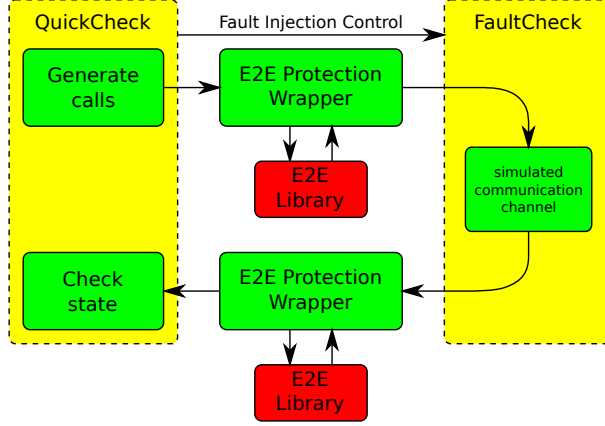 QuickCheck
Fault Injection Control
FaultCheck
Generate
calls
E2E Protection
Wrapper
E2E
Library
simulated
communication
channel
Check
state
E2E Protection
Wrapper
E2E
Library